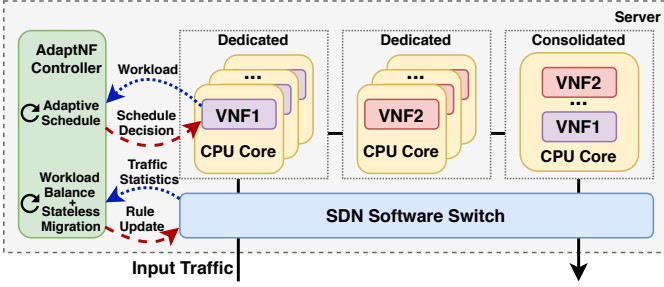 Server
AdaptNF
Controller
Adaptive
Schedule
Workload
Balance
+
Stateless
Migration
Workload
Schedule
Decision
Traffic
Statistics
Rule
Update
Dedicated
...
VNF1
CPU Core
Dedicated
...
VNF2
CPU Core
Consolidated
VNF2
...
VNF1
CPU Core
SDN Software Switch
Input Traffic